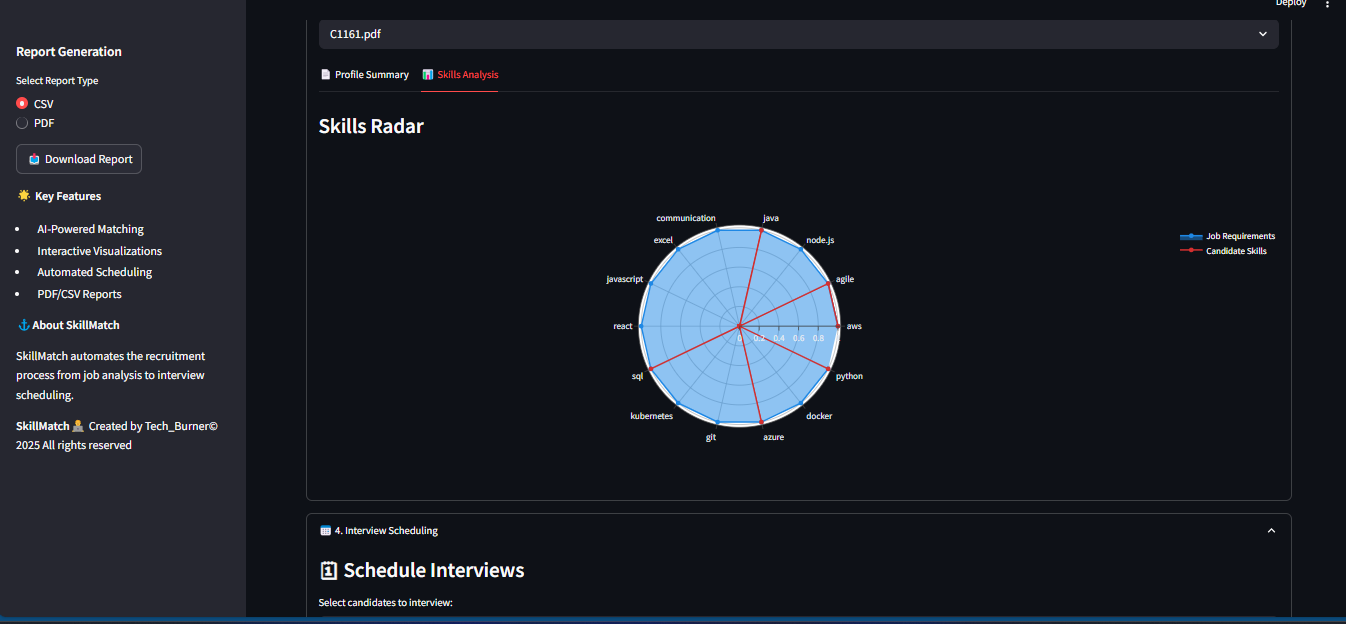 Deploy
Report Generation
Select Report Type
CSV
PDF
Download Report
Key Features
AI-Powered Matching
Interactive Visualizations
Automated Scheduling
PDF/CSV Reports
About SkillMatch
SkillMatch automates the recruitment
process from job analysis to interview
scheduling.
SkillMatch Created by Tech_Burner©
2025 All rights reserved
C1161.pdf
Profile Summary
Skills Analysis
Skills Radar
communication
java
excel
node.js
javascript
agile
react
aws
0 0.2 0.4 0.6 0.8
sql
python
kubernetes
docker
git
azure
Job Requirements
Candidate Skills
4. Interview Scheduling
Schedule Interviews
Select candidates to interview: